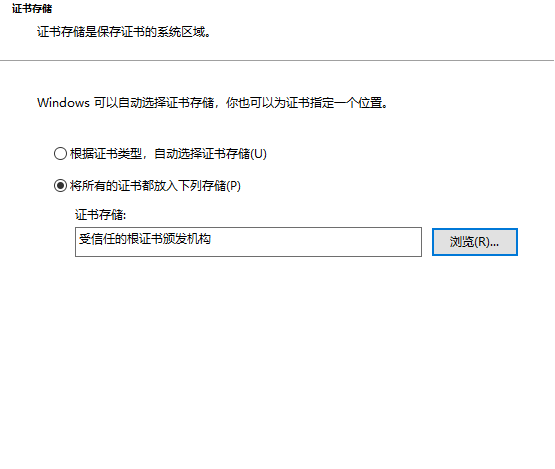 证书存储
证书存储是保存证书的系统区域。
Windows 可以自动选择证书存储，你也可以为证书指定一个位置。
根据证书类型，自动选择证书存储(U)
将所有的证书都放入下列存储(P)
证书存储:
受信任的根证书颁发机构
浏览(R)...